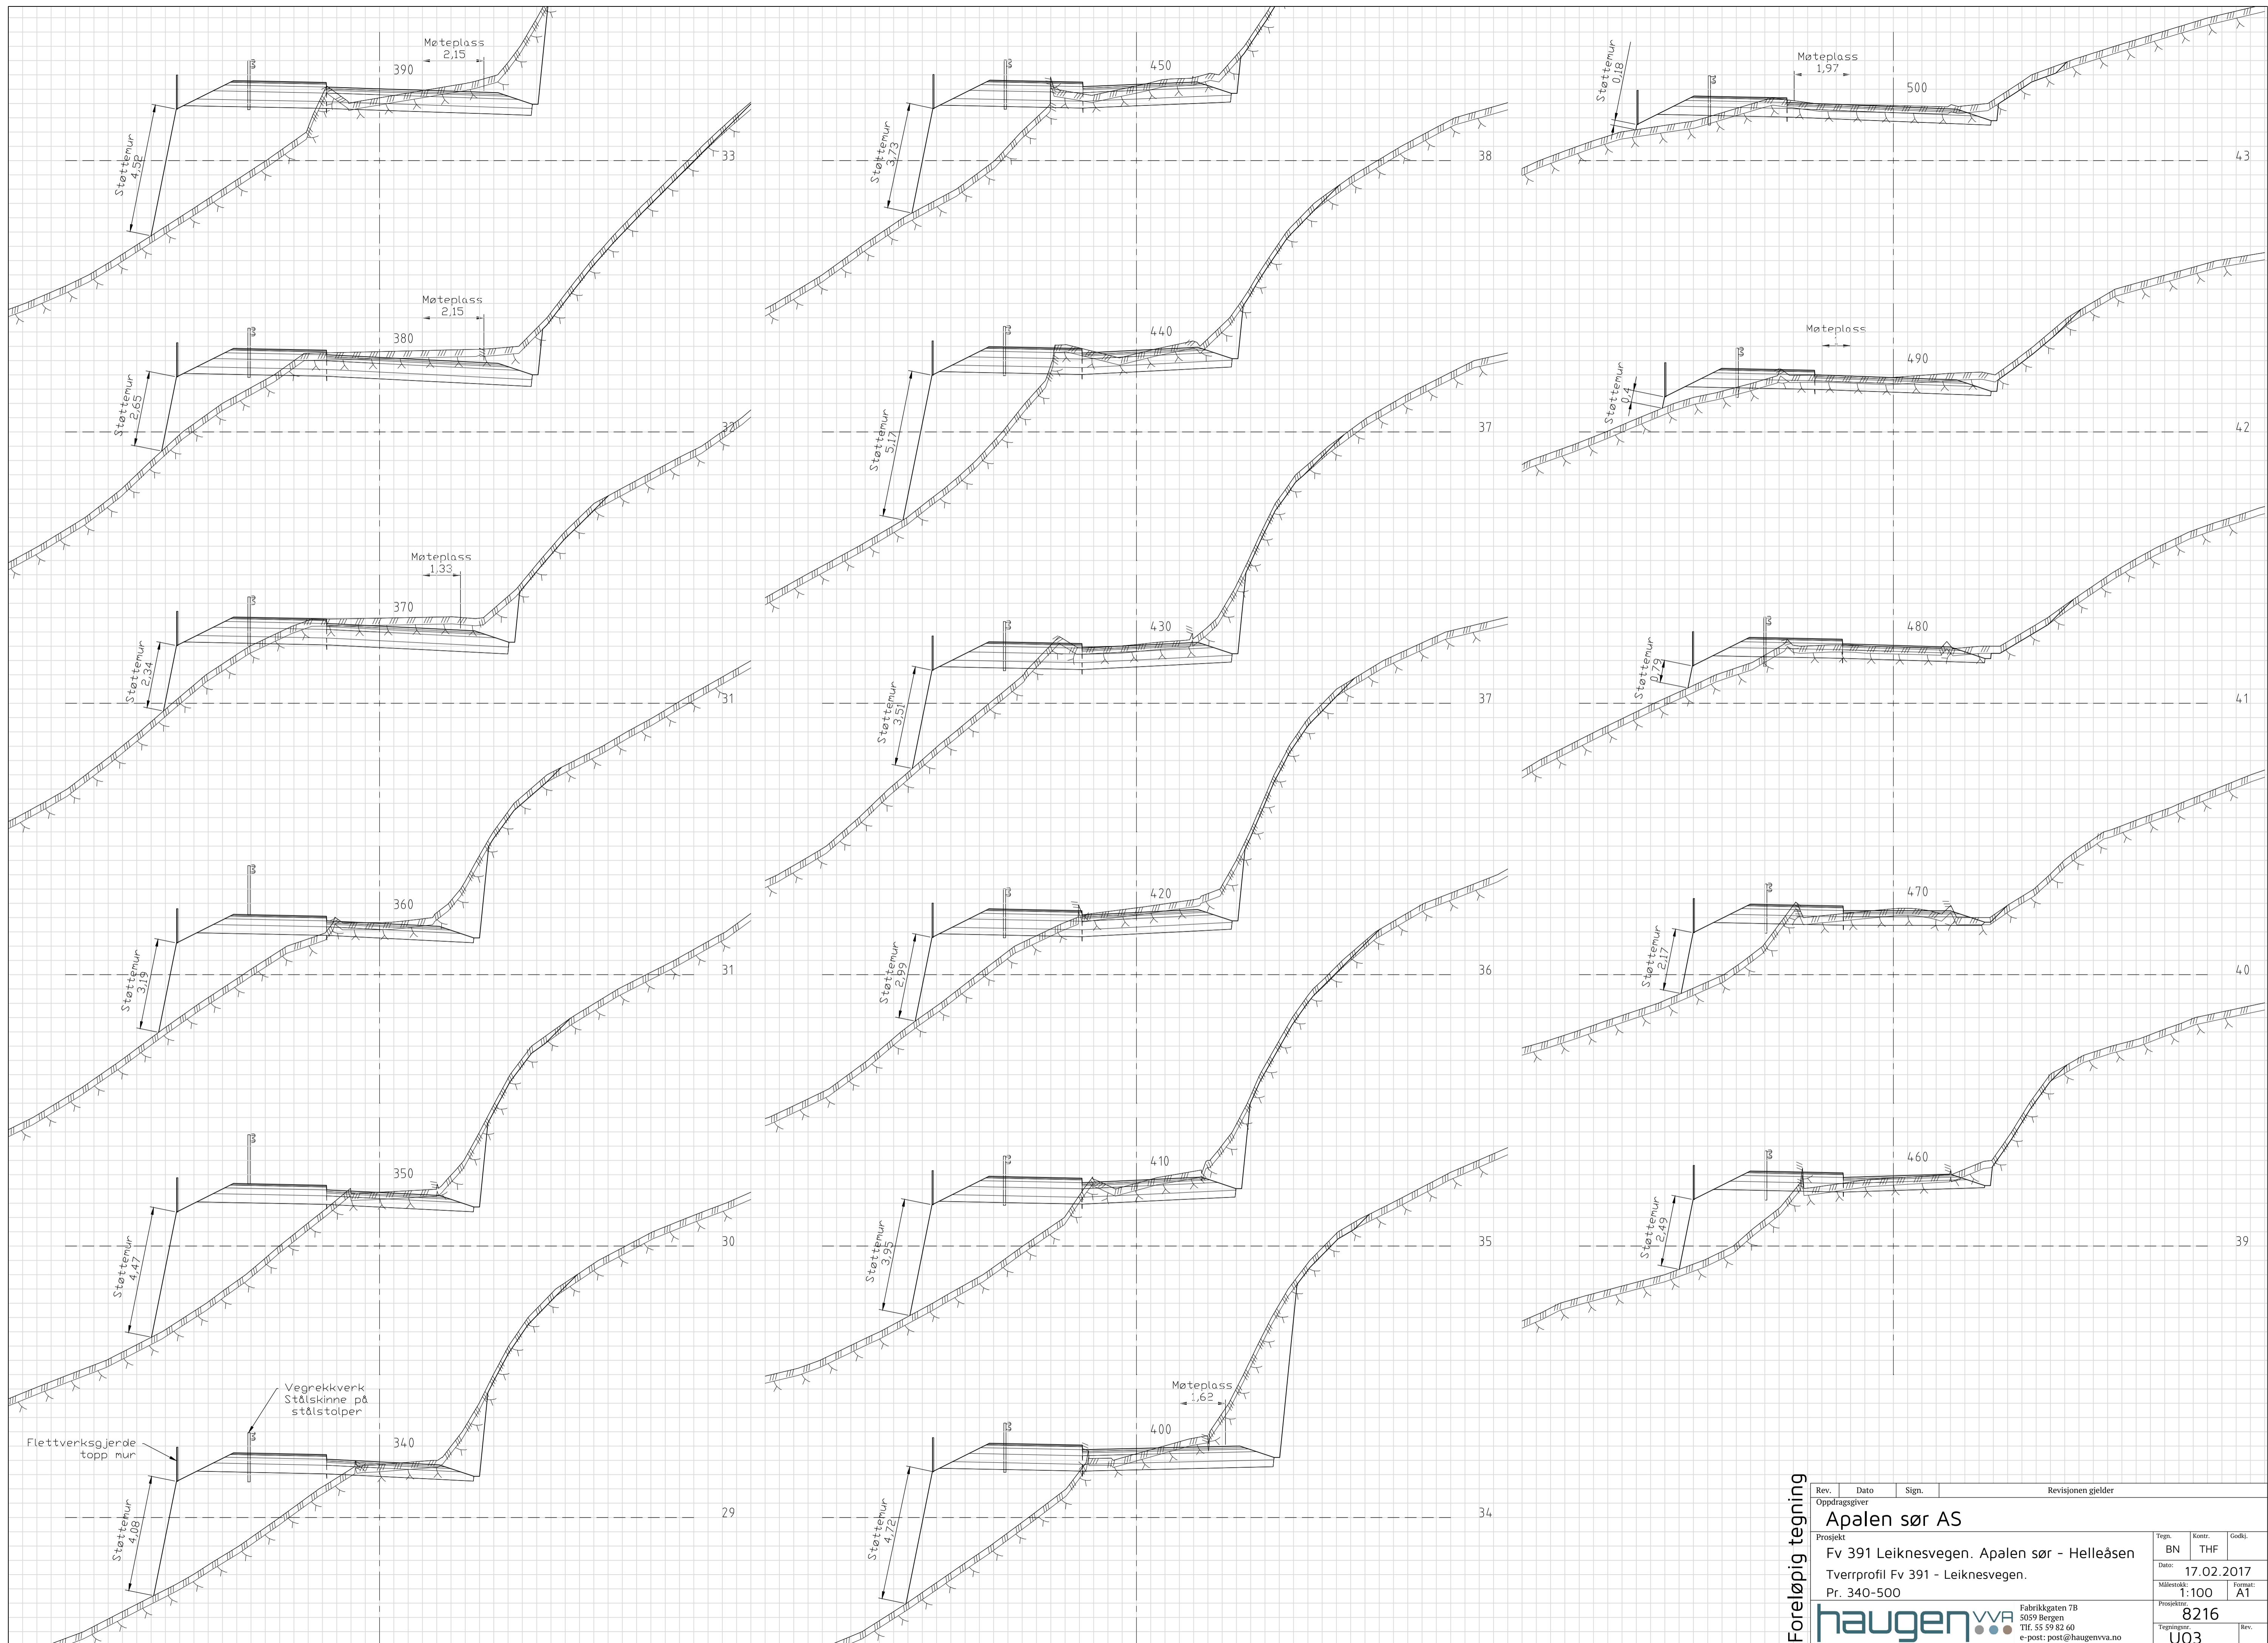 Møteplass
2,15
390
Støttemur
4,52
33
Møteplass
2,15
380
Støttemur
2,65
32
Møteplass
1,33
370
Støttemur
2,34
31
360
Støttemur
3,19
31
350
Støttemur
4,47
30
Vegrekkverk
Stålskinne på
stålstolper
Flettverksgjerde
topp mur
340
Støttemur
4,08
29
450
Støttemur
3,73
38
440
Støttemur
5,17
37
430
Støttemur
3,51
37
420
Støttemur
2,99
36
410
Støttemur
3,95
35
Møteplass
1,62
400
Støttemur
4,72
34
Støttemur
0,18
Møteplass
1,97
500
43
Møteplass
490
Støttemur
0,4
42
480
Støttemur
0,79
41
470
Støttemur
2,17
40
460
Støttemur
2,49
39
Foreløpig tegning
Rev. Dato Sign. Revisjonen gjelder
Oppdragsgiver
Apalen sør AS
Prosjekt
Fv 391 Leiknesvegen. Apalen sør - Helleåsen
Tverrprofil Fv 391 - Leiknesvegen.
Pr. 340-500
Tegn. Kontr. Godkj.
BN THF
Dato:
17.02.2017
Målestokk: Format:
1:100 A1
Prosjektnr.
8216
Tegningsnr. Rev.
U03
haugen VVA
Fabrikkgaten 7B
5059 Bergen
Tlf. 55 59 82 60
e-post: post@haugenvva.no